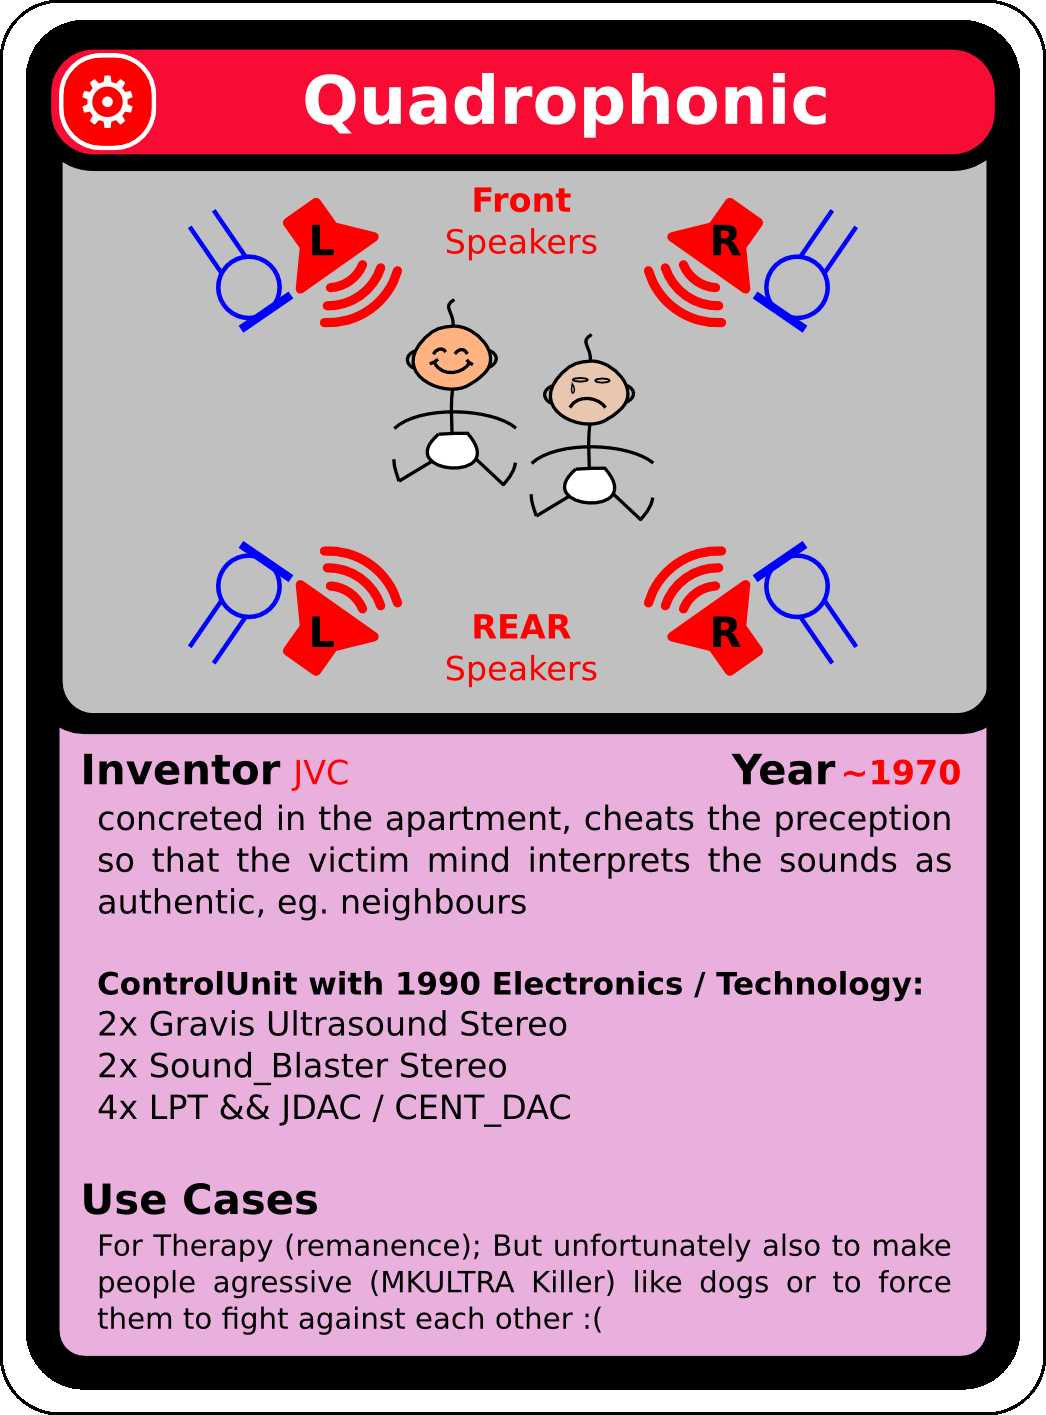 Quadrophonic
Front
Speakers
L
R
L
R
REAR
Speakers
Inventor JVC Year ~1970
concreted in the apartment, cheats the preception
so that the victim mind interprets the sounds as
authentic, eg. neighbours
ControlUnit with 1990 Electronics / Technology:
2x Gravis Ultrasound Stereo
2x Sound_Blaster Stereo
4x LPT && JDAC / CENT_DAC
Use Cases
For Therapy (remanence); But unfortunately also to make
people agressive (MKULTRA Killer) like dogs or to force
them to fight against each other :(